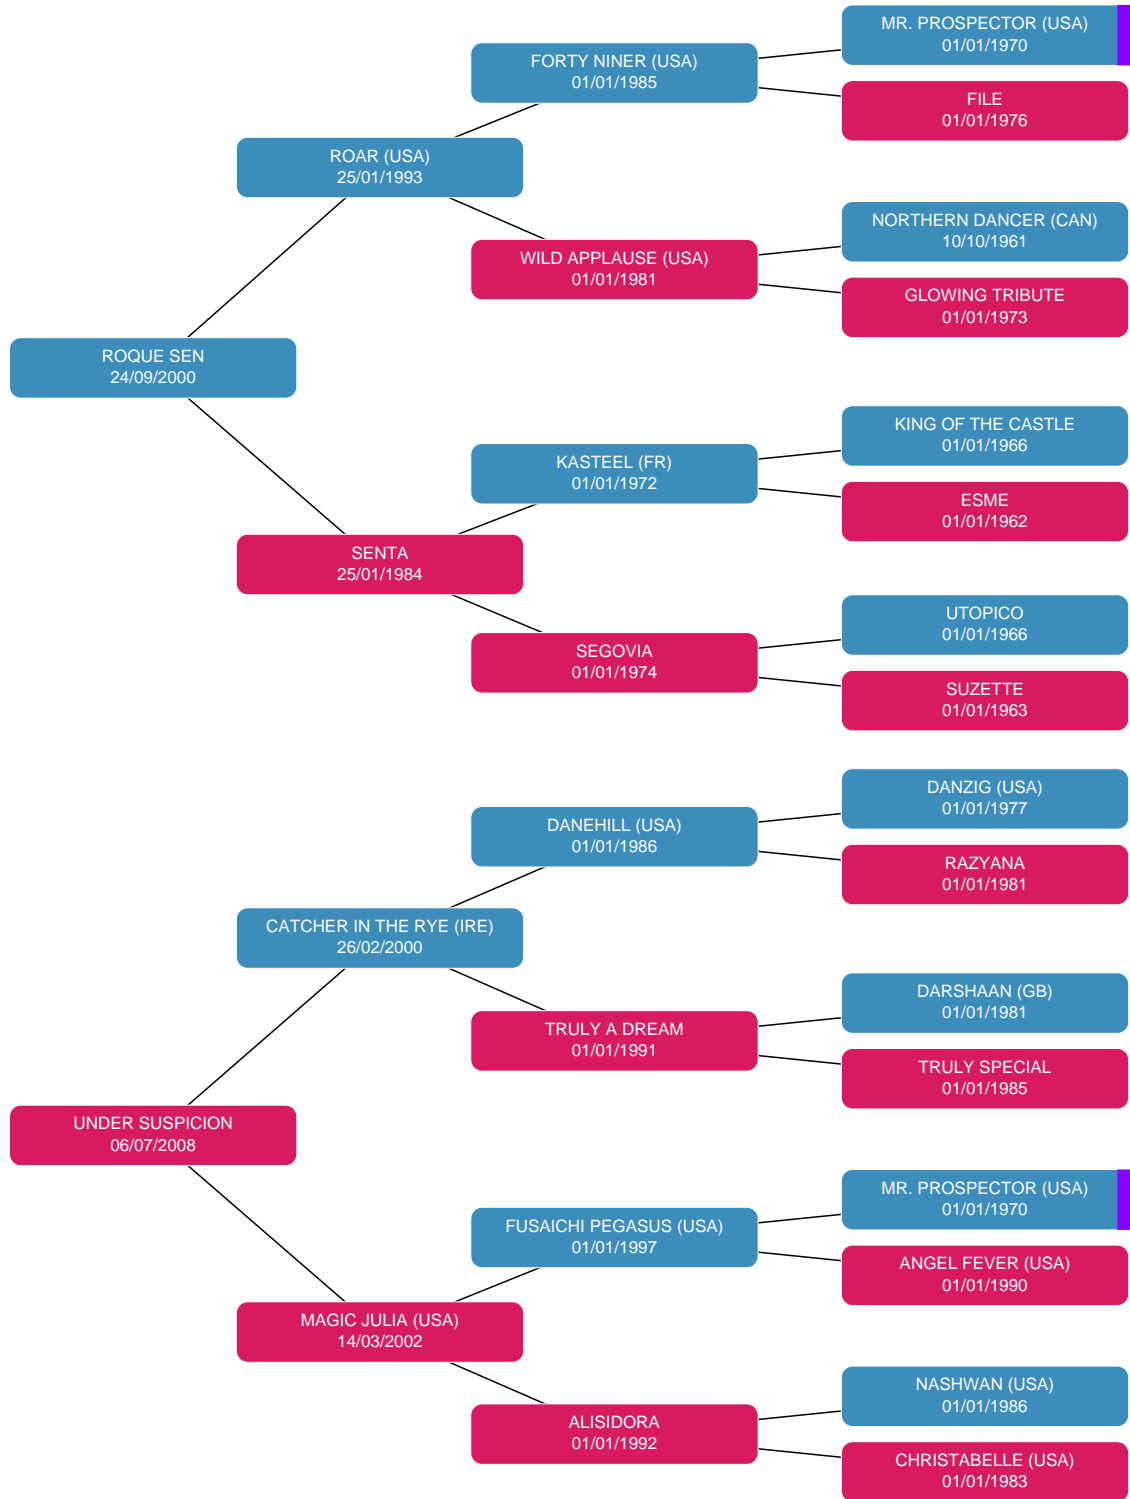 MR. PROSPECTOR (USA)
01/01/1970
FORTY NINER (USA)
01/01/1985
FILE
01/01/1976
ROAR (USA)
25/01/1993
NORTHERN DANCER (CAN)
10/10/1961
WILD APPLAUSE (USA)
01/01/1981
GLOWING TRIBUTE
01/01/1973
ROQUE SEN
24/09/2000
KING OF THE CASTLE
01/01/1966
KASTEEL (FR)
01/01/1972
ESME
01/01/1962
SENTA
25/01/1984
UTOPICO
01/01/1966
SEGOVIA
01/01/1974
SUZETTE
01/01/1963
DANZIG (USA)
01/01/1977
DANEHILL (USA)
01/01/1986
RAZYANA
01/01/1981
CATCHER IN THE RYE (IRE)
26/02/2000
DARSHAAN (GB)
01/01/1981
TRULY A DREAM
01/01/1991
TRULY SPECIAL
01/01/1985
UNDER SUSPICION
06/07/2008
MR. PROSPECTOR (USA)
01/01/1970
FUSAICHI PEGASUS (USA)
01/01/1997
ANGEL FEVER (USA)
01/01/1990
MAGIC JULIA (USA)
14/03/2002
NASHWAN (USA)
01/01/1986
ALISIDORA
01/01/1992
CHRISTABELLE (USA)
01/01/1983